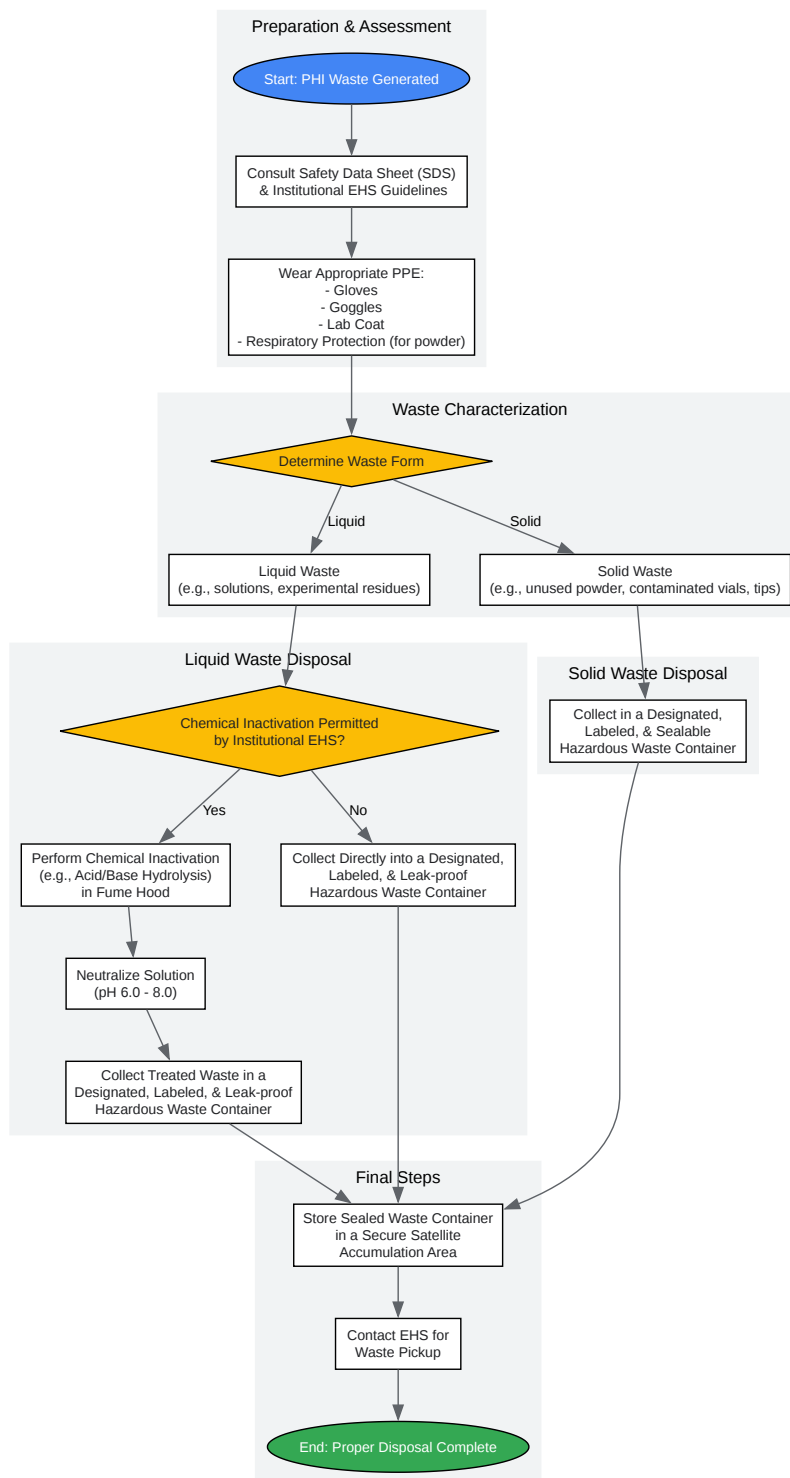 Preparation & Assessment
Start: PHI Waste Generated
Consult Safety Data Sheet (SDS)
& Institutional EHS Guidelines
Wear Appropriate PPE:
- Gloves
- Goggles
- Lab Coat
- Respiratory Protection (for powder)
Waste Characterization
Determine Waste Form
Liquid
Solid
Liquid Waste
(e.g., solutions, experimental residues)
Solid Waste
(e.g., unused powder, contaminated vials, tips)
Liquid Waste Disposal
Chemical Inactivation Permitted
by Institutional EHS?
Solid Waste Disposal
Collect in a Designated,
Labeled, & Sealable
Hazardous Waste Container
Yes
No
Perform Chemical Inactivation
(e.g., Acid/Base Hydrolysis)
in Fume Hood
Collect Directly into a Designated,
Labeled, & Leak-proof
Hazardous Waste Container
Neutralize Solution
(pH 6.0 - 8.0)
Collect Treated Waste in a
Designated, Labeled, & Leak-proof
Hazardous Waste Container
Final Steps
Store Sealed Waste Container
in a Secure Satellite
Accumulation Area
Contact EHS for
Waste Pickup
End: Proper Disposal Complete